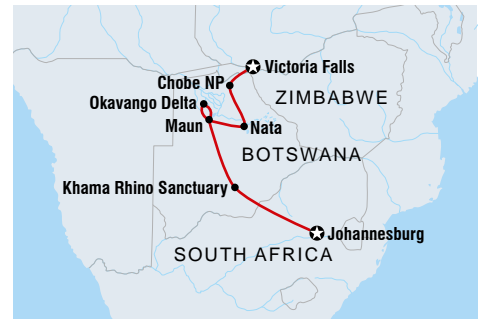 Victoria Falls
Chobe NP
ZIMBABWE
Okavango Delta
Maun
Nata
BOTSWANA
Khama Rhino Sanctuary
Johannesburg
SOUTH AFRICA